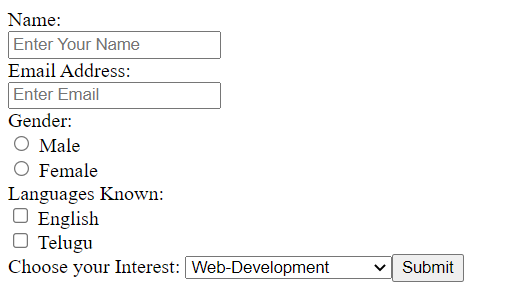 Name:
Enter Your Name
Email Address:
Enter Email
Gender:
Male
Female
Languages Known:
English
Telugu
Choose your Interest: Web-Development Submit